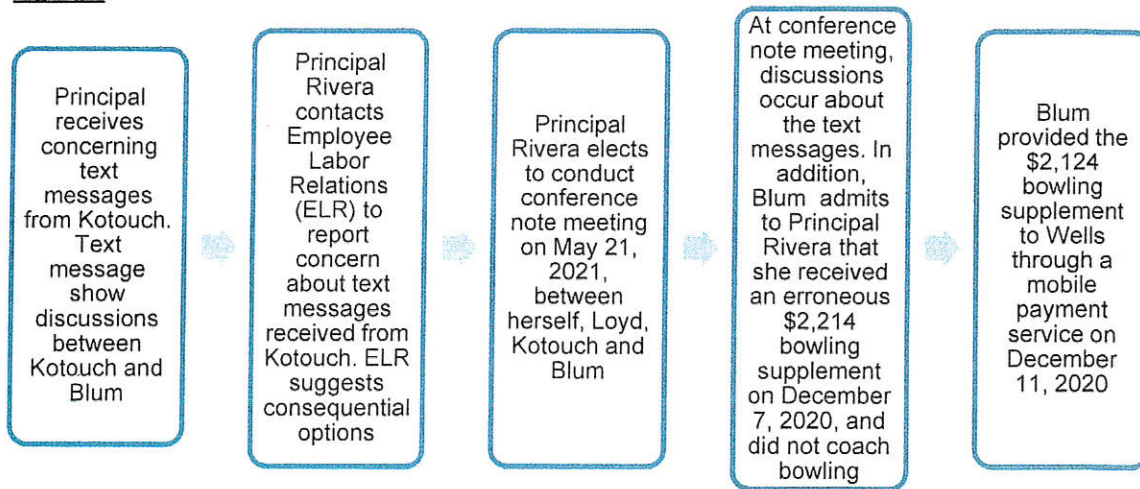 Principal
receives
concerning
text
messages
from Kotouch.
Text
message
show
discussions
between
Kotouch and
Blum
Principal
Rivera
contacts
Employee
Labor
Relations
(ELR) to
report
concern
about text
messages
received from
Kotouch. ELR
suggests
consequential
options
Principal
Rivera elects
to conduct
conference
note meeting
on May 21,
2021,
between
herself, Loyd,
Kotouch and
Blum
At conference
note meeting,
discussions
occur about
the text
messages. In
addition,
Blum admits
to Principal
Rivera that
she received
an erroneous
$2,214
bowling
supplement
on December
7, 2020, and
did not coach
bowling
Blum
provided the
$2,124
bowling
supplement
to Wells
through a
mobile
payment
service on
December
11, 2020